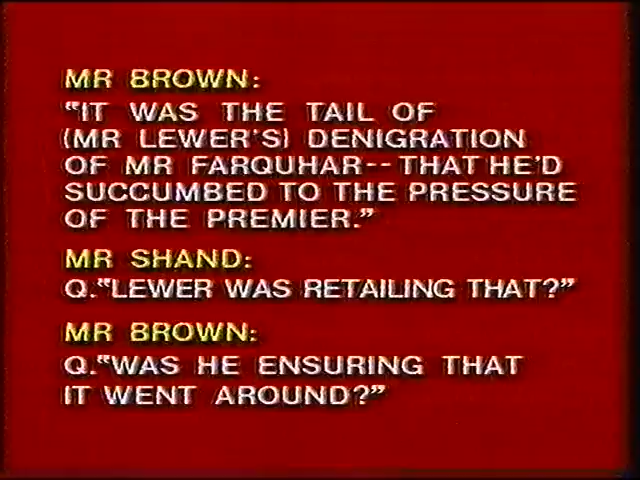 MR BROWN:
"IT WAS THE TAIL OF
(MR LEWER'S) DENIGRATION
OF MR FARQUHAR--THAT HE'D
SUCCUMBED TO THE PRESSURE
OF THE PREMIER."
MR SHAND:
Q."LEWER WAS RETAILING THAT?"
MR BROWN:
Q."WAS HE ENSURING THAT
IT WENT AROUND?"